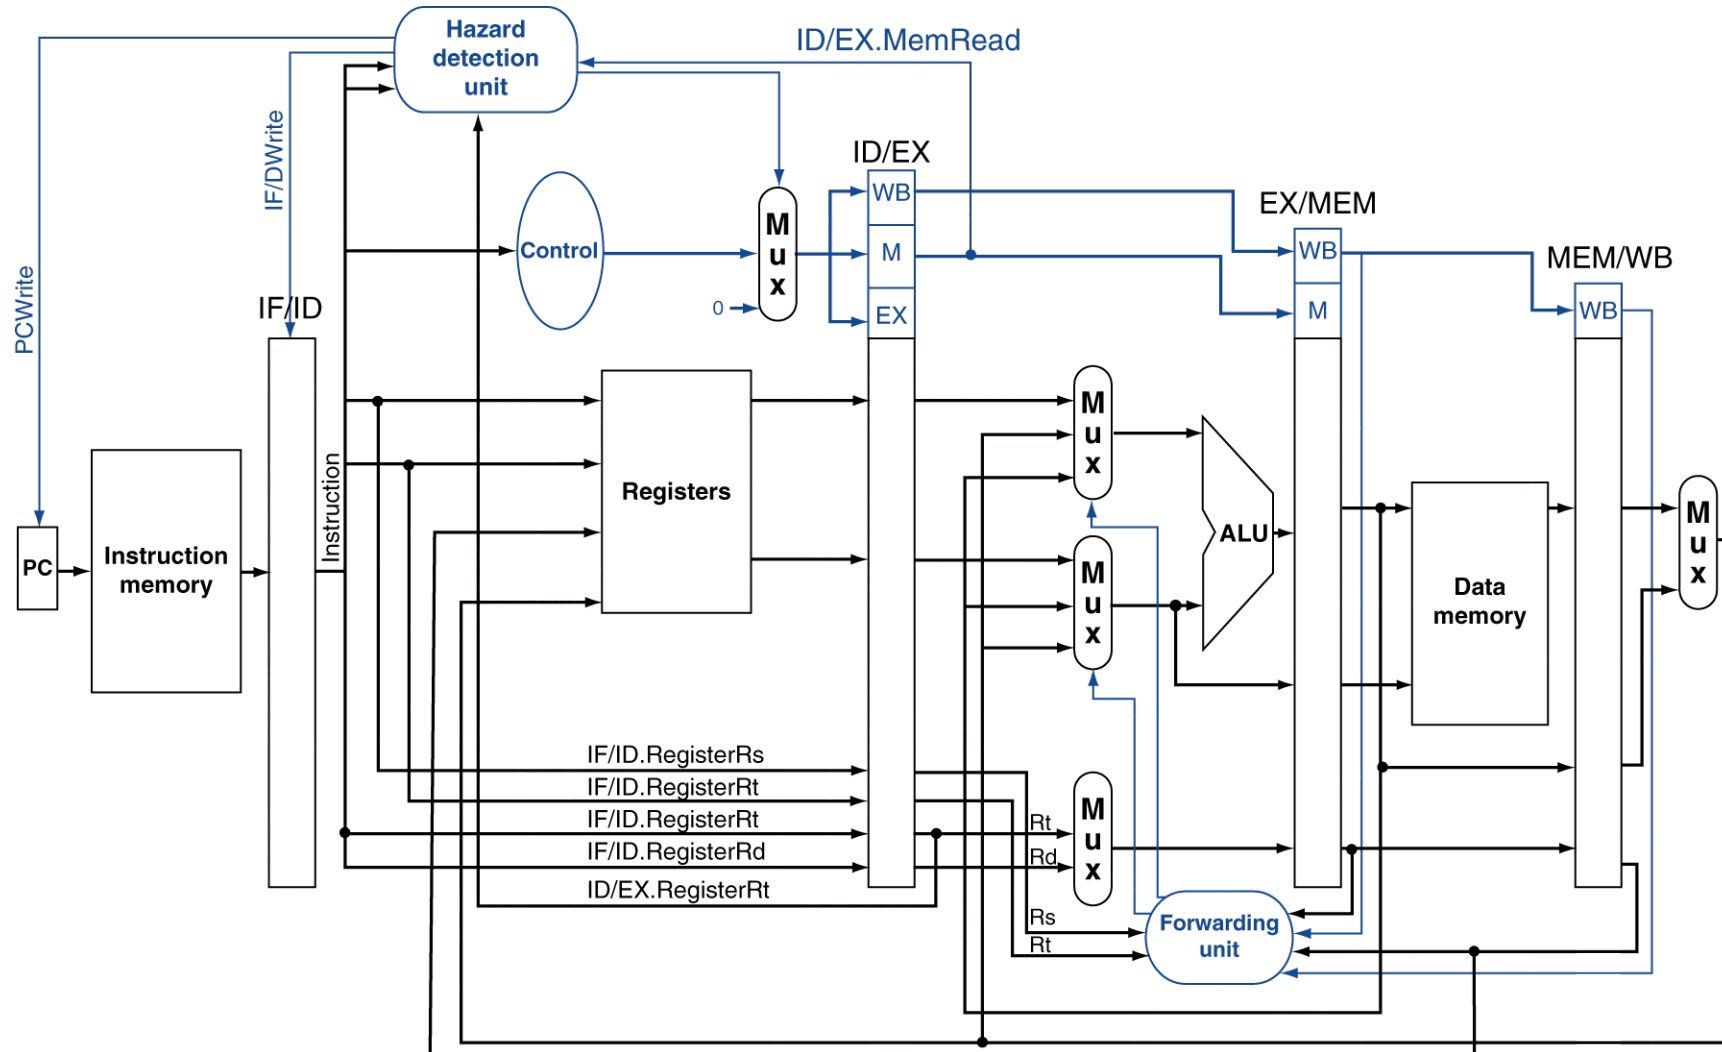 Hazard
detection
unit
ID/EX.MemRead
IF/DWrite
PCWrite
ID/EX
WB
M
EX
EX/MEM
WB
M
MEM/WB
WB
Control
M
u
x
0
IF/ID
Instruction
PC
Instruction
memory
Registers
M
u
x
M
u
x
ALU
Data
memory
M
u
x
IF/ID.RegisterRs
IF/ID.RegisterRt
IF/ID.RegisterRt
IF/ID.RegisterRd
ID/EX.RegisterRt
Rt
Rd
M
u
x
Rs
Rt
Forwarding
unit